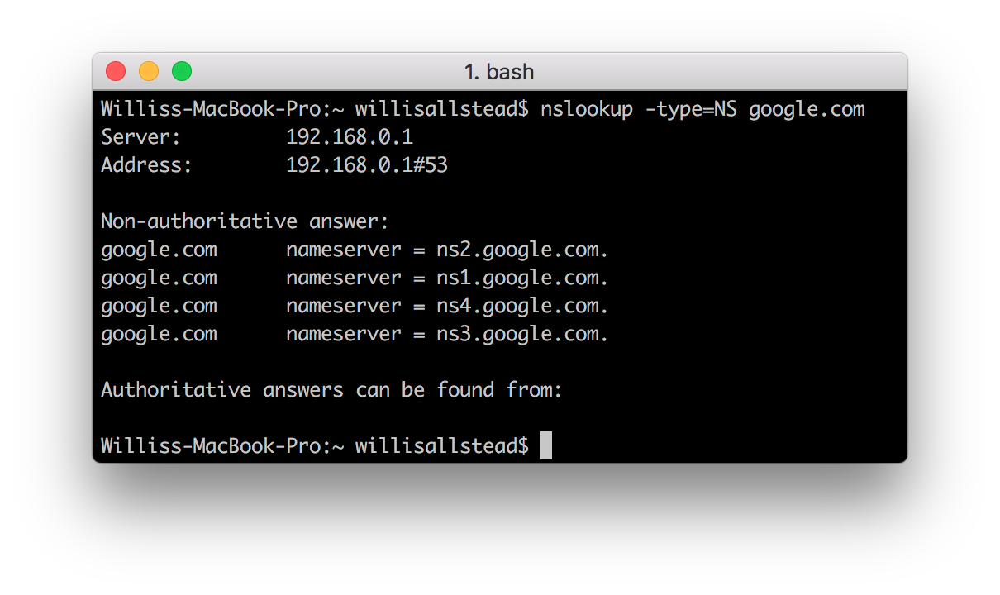 1. bash
Williss-MacBook-Pro:~ willisallstead$ nslookup -type=NS google.com
Server:         192.168.0.1
Address:        192.168.0.1#53
Non-authoritative answer:
google.com      nameserver = ns2.google.com.
google.com      nameserver = ns1.google.com.
google.com      nameserver = ns4.google.com.
google.com      nameserver = ns3.google.com.
Authoritative answers can be found from:
Williss-MacBook-Pro:~ willisallstead$